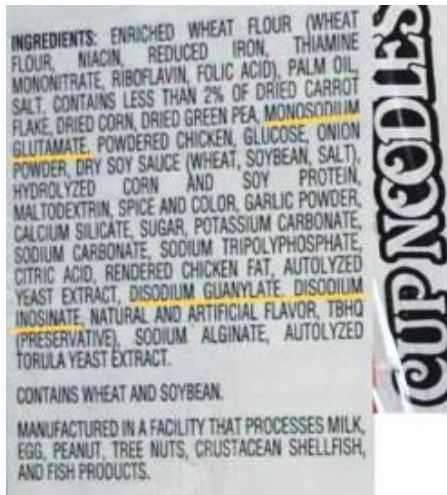 INGREDIENTS: ENRICHED WHEAT FLOUR (WHEAT
FLOUR, NIACIN, REDUCED IRON, THIAMINE
MONONITRATE, RIBOFLAVIN, FOLIC ACID), PALM OIL,
SALT, CONTAINS LESS THAN 2% OF DRIED CARROT
FLAKE, DRIED CORN, DRIED GREEN PEA, MONOSODIUM
GLUTAMATE, POWDERED CHICKEN, GLUCOSE, ONION
POWDER, DRY SOY SAUCE (WHEAT, SOYBEAN, SALT),
HYDROLYZED CORN AND SOY PROTEIN,
MALTODEXTRIN, SPICE AND COLOR, GARLIC POWDER,
CALCIUM SILICATE, SUGAR, POTASSIUM CARBONATE,
SODIUM CARBONATE, SODIUM TRIPOLYPHOSPHATE,
CITRIC ACID, RENDERED CHICKEN FAT, AUTOLYZED
YEAST EXTRACT, DISODIUM GUANYLATE, DISODIUM
INOSINATE, NATURAL AND ARTIFICIAL FLAVOR, TBHQ
(PRESERVATIVE), SODIUM ALGINATE, AUTOLYZED
TORULA YEAST EXTRACT.
CONTAINS WHEAT AND SOYBEAN.
MANUFACTURED IN A FACILITY THAT PROCESSES MILK,
EGG, PEANUT, TREE NUTS, CRUSTACEAN SHELLFISH,
AND FISH PRODUCTS.
CUP NOODLES